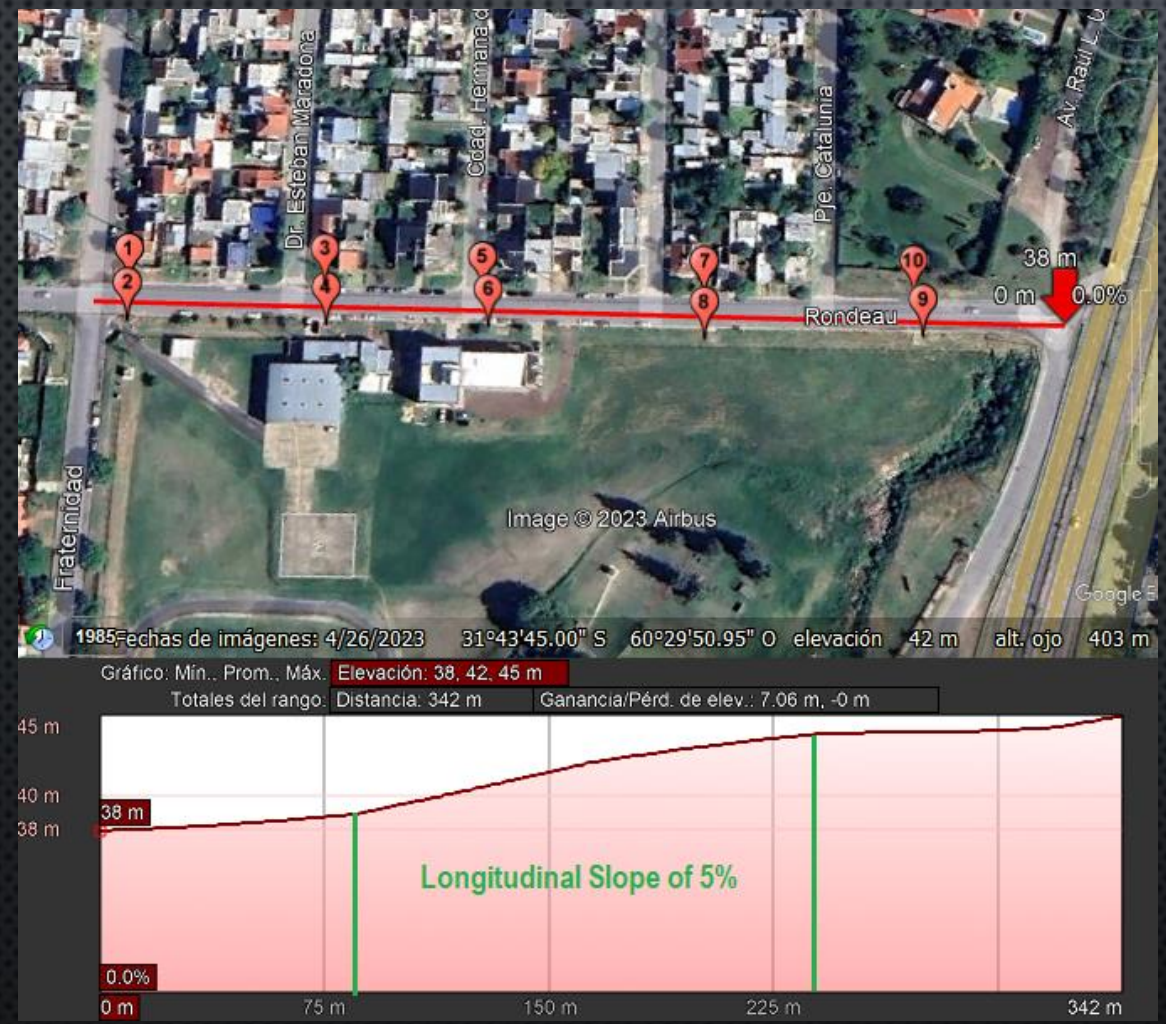 Dr. Esteban Maradona
Cdad. Hermana d
Pje. Catalunia
Av. Raúl L. U
1
2
3
4
5
6
7
8
10
9
38 m
0 m 0.0%
Rondeau
Fraternidad
Image © 2023 Airbus
Google E
1985 Fechas de imágenes: 4/26/2023 31°43'45.00" S 60°29'50.95" O elevación 42 m alt. ojo 403 m
Gráfico: Mín., Prom., Máx. Elevación: 38, 42, 45 m
Totales del rango: Distancia: 342 m Ganancia/Pérd. de elev.: 7.06 m, -0 m
45 m
40 m
38 m
38 m
Longitudinal Slope of 5%
0.0%
0 m 75 m 150 m 225 m 342 m